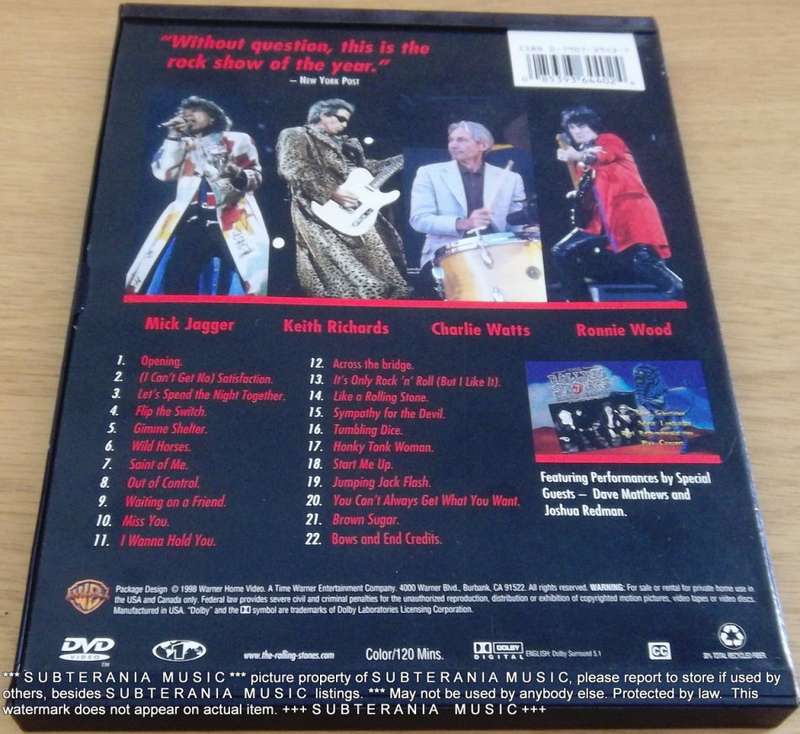 “Without question, this is the
rock show of the year.”
– NEW YORK POST
Mick Jagger
Keith Richards
Charlie Watts
Ronnie Wood
1. Opening.
2. (I Can't Get No) Satisfaction.
3. Let's Spend the Night Together.
4. Flip the Switch.
5. Gimme Shelter.
6. Wild Horses.
7. Saint of Me.
8. Out of Control.
9. Waiting on a Friend.
10. Miss You.
11. I Wanna Hold You.
12. Across the bridge.
13. It's Only Rock 'n' Roll (But I Like It).
14. Like a Rolling Stone.
15. Sympathy for the Devil.
16. Tumbling Dice.
17. Honky Tonk Woman.
18. Start Me Up.
19. Jumping Jack Flash.
20. You Can't Always Get What You Want.
21. Brown Sugar.
22. Bows and End Credits.
Featuring Performances by Special
Guests – Dave Matthews and
Joshua Redman.
Package Design © 1998 Warner Home Video. A Time Warner Entertainment Company. 4000 Warner Blvd., Burbank, CA 91522. All rights reserved. WARNING: For sale or rental for private home use in
the USA and Canada only. Federal law provides severe civil and criminal penalties for the unauthorized reproduction, distribution or exhibition of copyrighted motion pictures, video tapes or video discs.
Manufactured in USA. "Dolby" and the symbol are trademarks of Dolby Laboratories Licensing Corporation.
DVD
VIDEO
TM
1
www.the-rolling-stones.com
Color/120 Mins.
DOLBY
DIGITAL
ENGLISH: Dolby Surround 5.1
CC
*** SUBTERANIA MUSIC *** picture property of SUBTERANIA MUSIC, please report to store if used by
others, besides SUBTERANIA MUSIC listings. *** May not be used by anybody else. Protected by law. This
watermark does not appear on actual item. +++ SUBTERANIA MUSIC +++